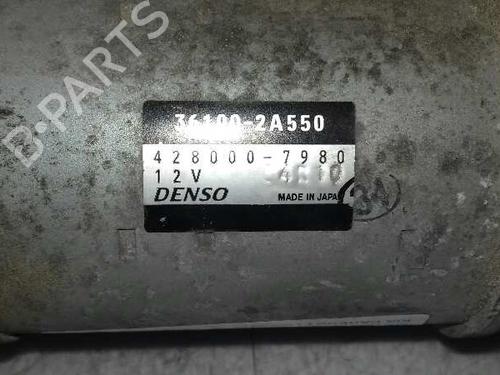 B-PARTS
36100-2A550
428000-7980
12V
DENSO MADE IN JAPAN